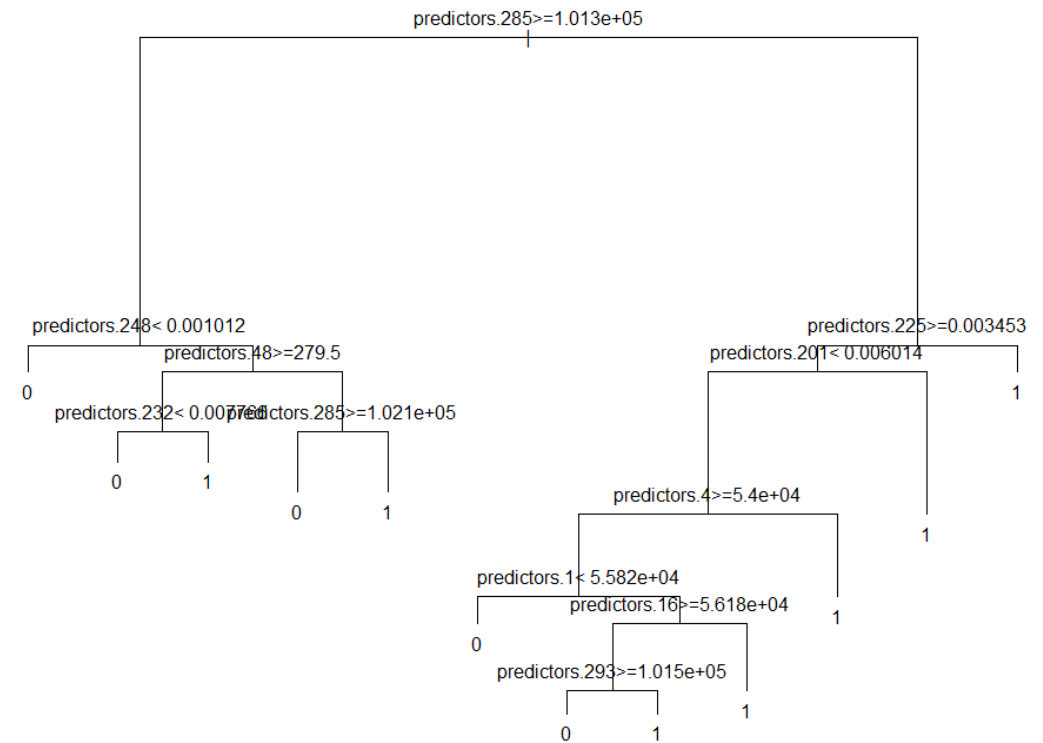 predictors.285>=1.013e+05
predictors.248< 0.001012
predictors.225>=0.003453
predictors.48>=279.5
predictors.201< 0.006014
0
1
predictors.232<
predictors.285>=1.021e+05
0
1
0
1
predictors.4>=5.4e+04
1
predictors.1< 5.582e+04
predictors.16>=5.618e+04
1
0
predictors.293>=1.015e+05
1
0
1